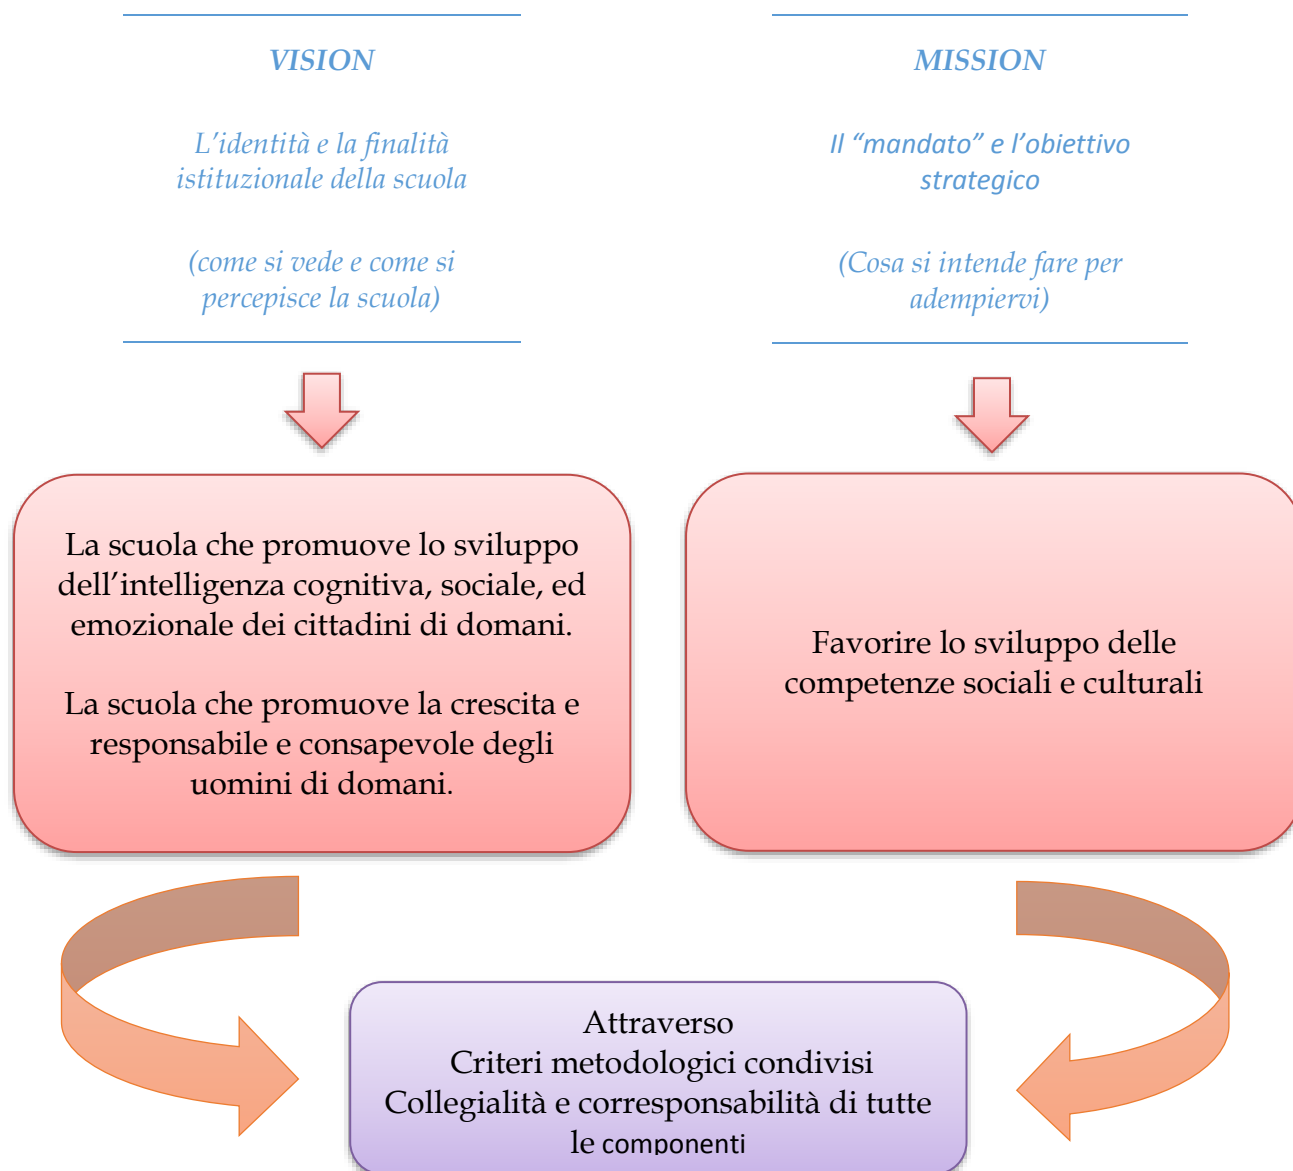 VISION
L’identità e la finalità
istituzionale della scuola
(come si vede e come si
percepisce la scuola)
MISSION
Il “mandato” e l’obiettivo
strategico
(Cosa si intende fare per
adempiervi)
La scuola che promuove lo sviluppo
dell’intelligenza cognitiva, sociale, ed
emozionale dei cittadini di domani.
La scuola che promuove la crescita e
responsabile e consapevole degli
uomini di domani.
Favorire lo sviluppo delle
competenze sociali e culturali
Attraverso
Criteri metodologici condivisi
Collegialità e corresponsabilità di tutte
le componenti